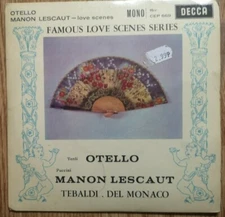 OTELLO
MANON LESCAUT — love scenes
MONO
DECCA
FAMOUS LOVE SCENES SERIES
Verdi OTELLO
Puccini
MANON LESCAUT
TEBALDI . DEL MONACO